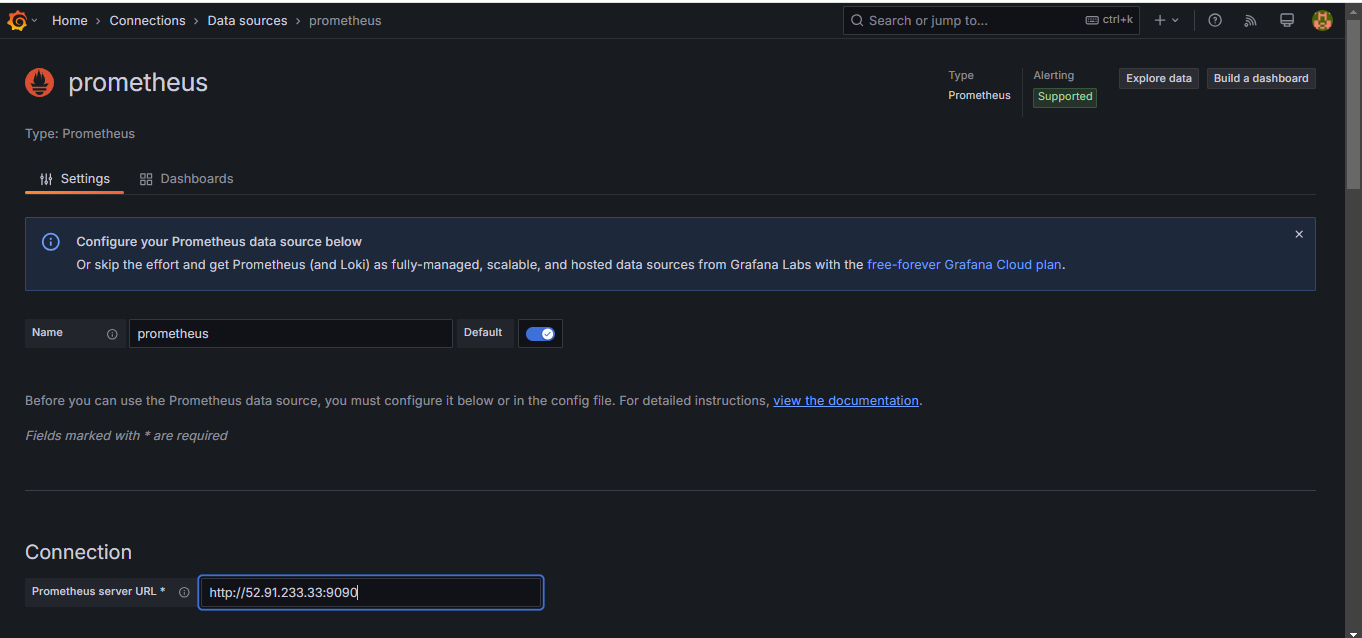 Home › Connections › Data sources › prometheus
Search or jump to... ctrl+k
prometheus
Type
Prometheus
Alerting
Supported
Explore data
Build a dashboard
Type: Prometheus
Settings
Dashboards
Configure your Prometheus data source below
Or skip the effort and get Prometheus (and Loki) as fully-managed, scalable, and hosted data sources from Grafana Labs with the free-forever Grafana Cloud plan.
Name
prometheus
Default
Before you can use the Prometheus data source, you must configure it below or in the config file. For detailed instructions, view the documentation.
Fields marked with * are required
Connection
Prometheus server URL *
http://52.91.233.33:9090